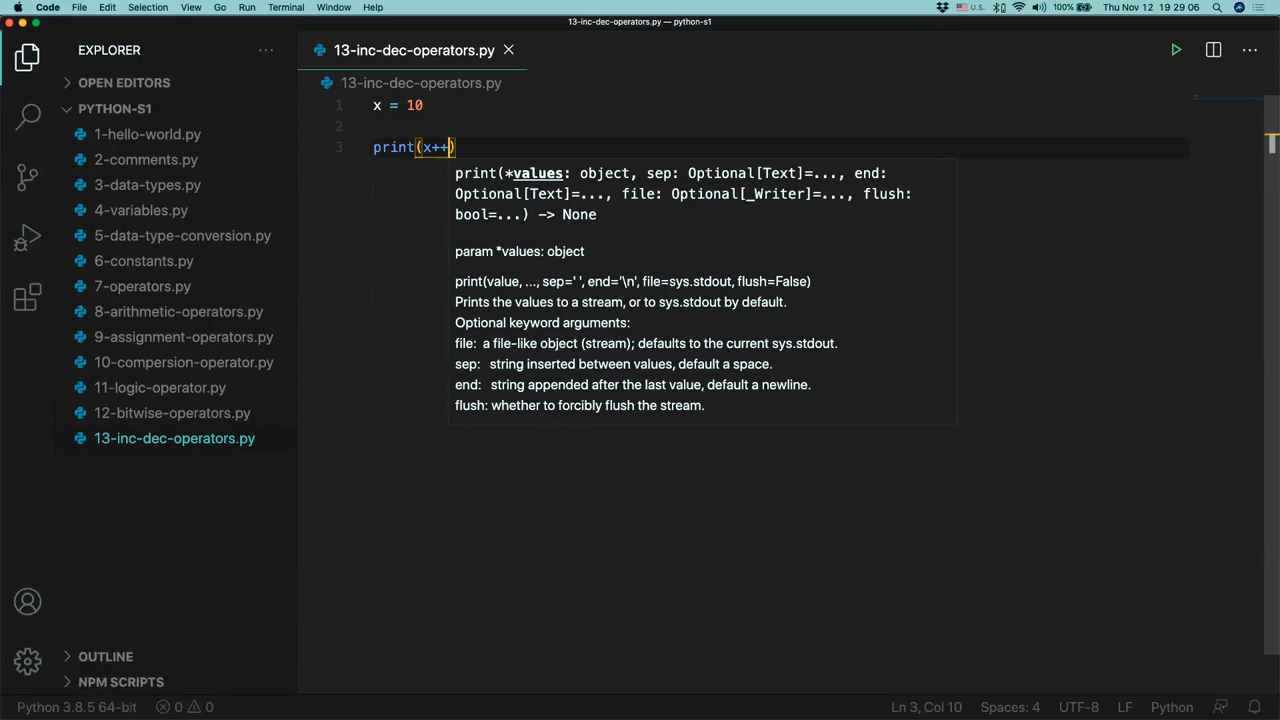 Code File Edit Selection View Go Run Terminal Window Help U.S. 100% Thu Nov 12 19:29:06
13-inc-dec-operators.py — python-s1
EXPLORER
13-inc-dec-operators.py
OPEN EDITORS
PYTHON-S1
1-hello-world.py
2-comments.py
3-data-types.py
4-variables.py
5-data-type-conversion.py
6-constants.py
7-operators.py
8-arithmetic-operators.py
9-assignment-operators.py
10-compersion-operator.py
11-logic-operator.py
12-bitwise-operators.py
13-inc-dec-operators.py
OUTLINE
NPM SCRIPTS
13-inc-dec-operators.py
1 x = 10
2
3 print(x++)
print(*values: object, sep: Optional[Text]=..., end:
Optional[Text]=..., file: Optional[_Writer]=..., flush:
bool=...) -> None
param *values: object
print(value, ..., sep=' ', end='\n', file=sys.stdout, flush=False)
Prints the values to a stream, or to sys.stdout by default.
Optional keyword arguments:
file: a file-like object (stream); defaults to the current sys.stdout.
sep: string inserted between values, default a space.
end: string appended after the last value, default a newline.
flush: whether to forcibly flush the stream.
Python 3.8.5 64-bit 0 0 Ln 3, Col 10 Spaces: 4 UTF-8 LF Python